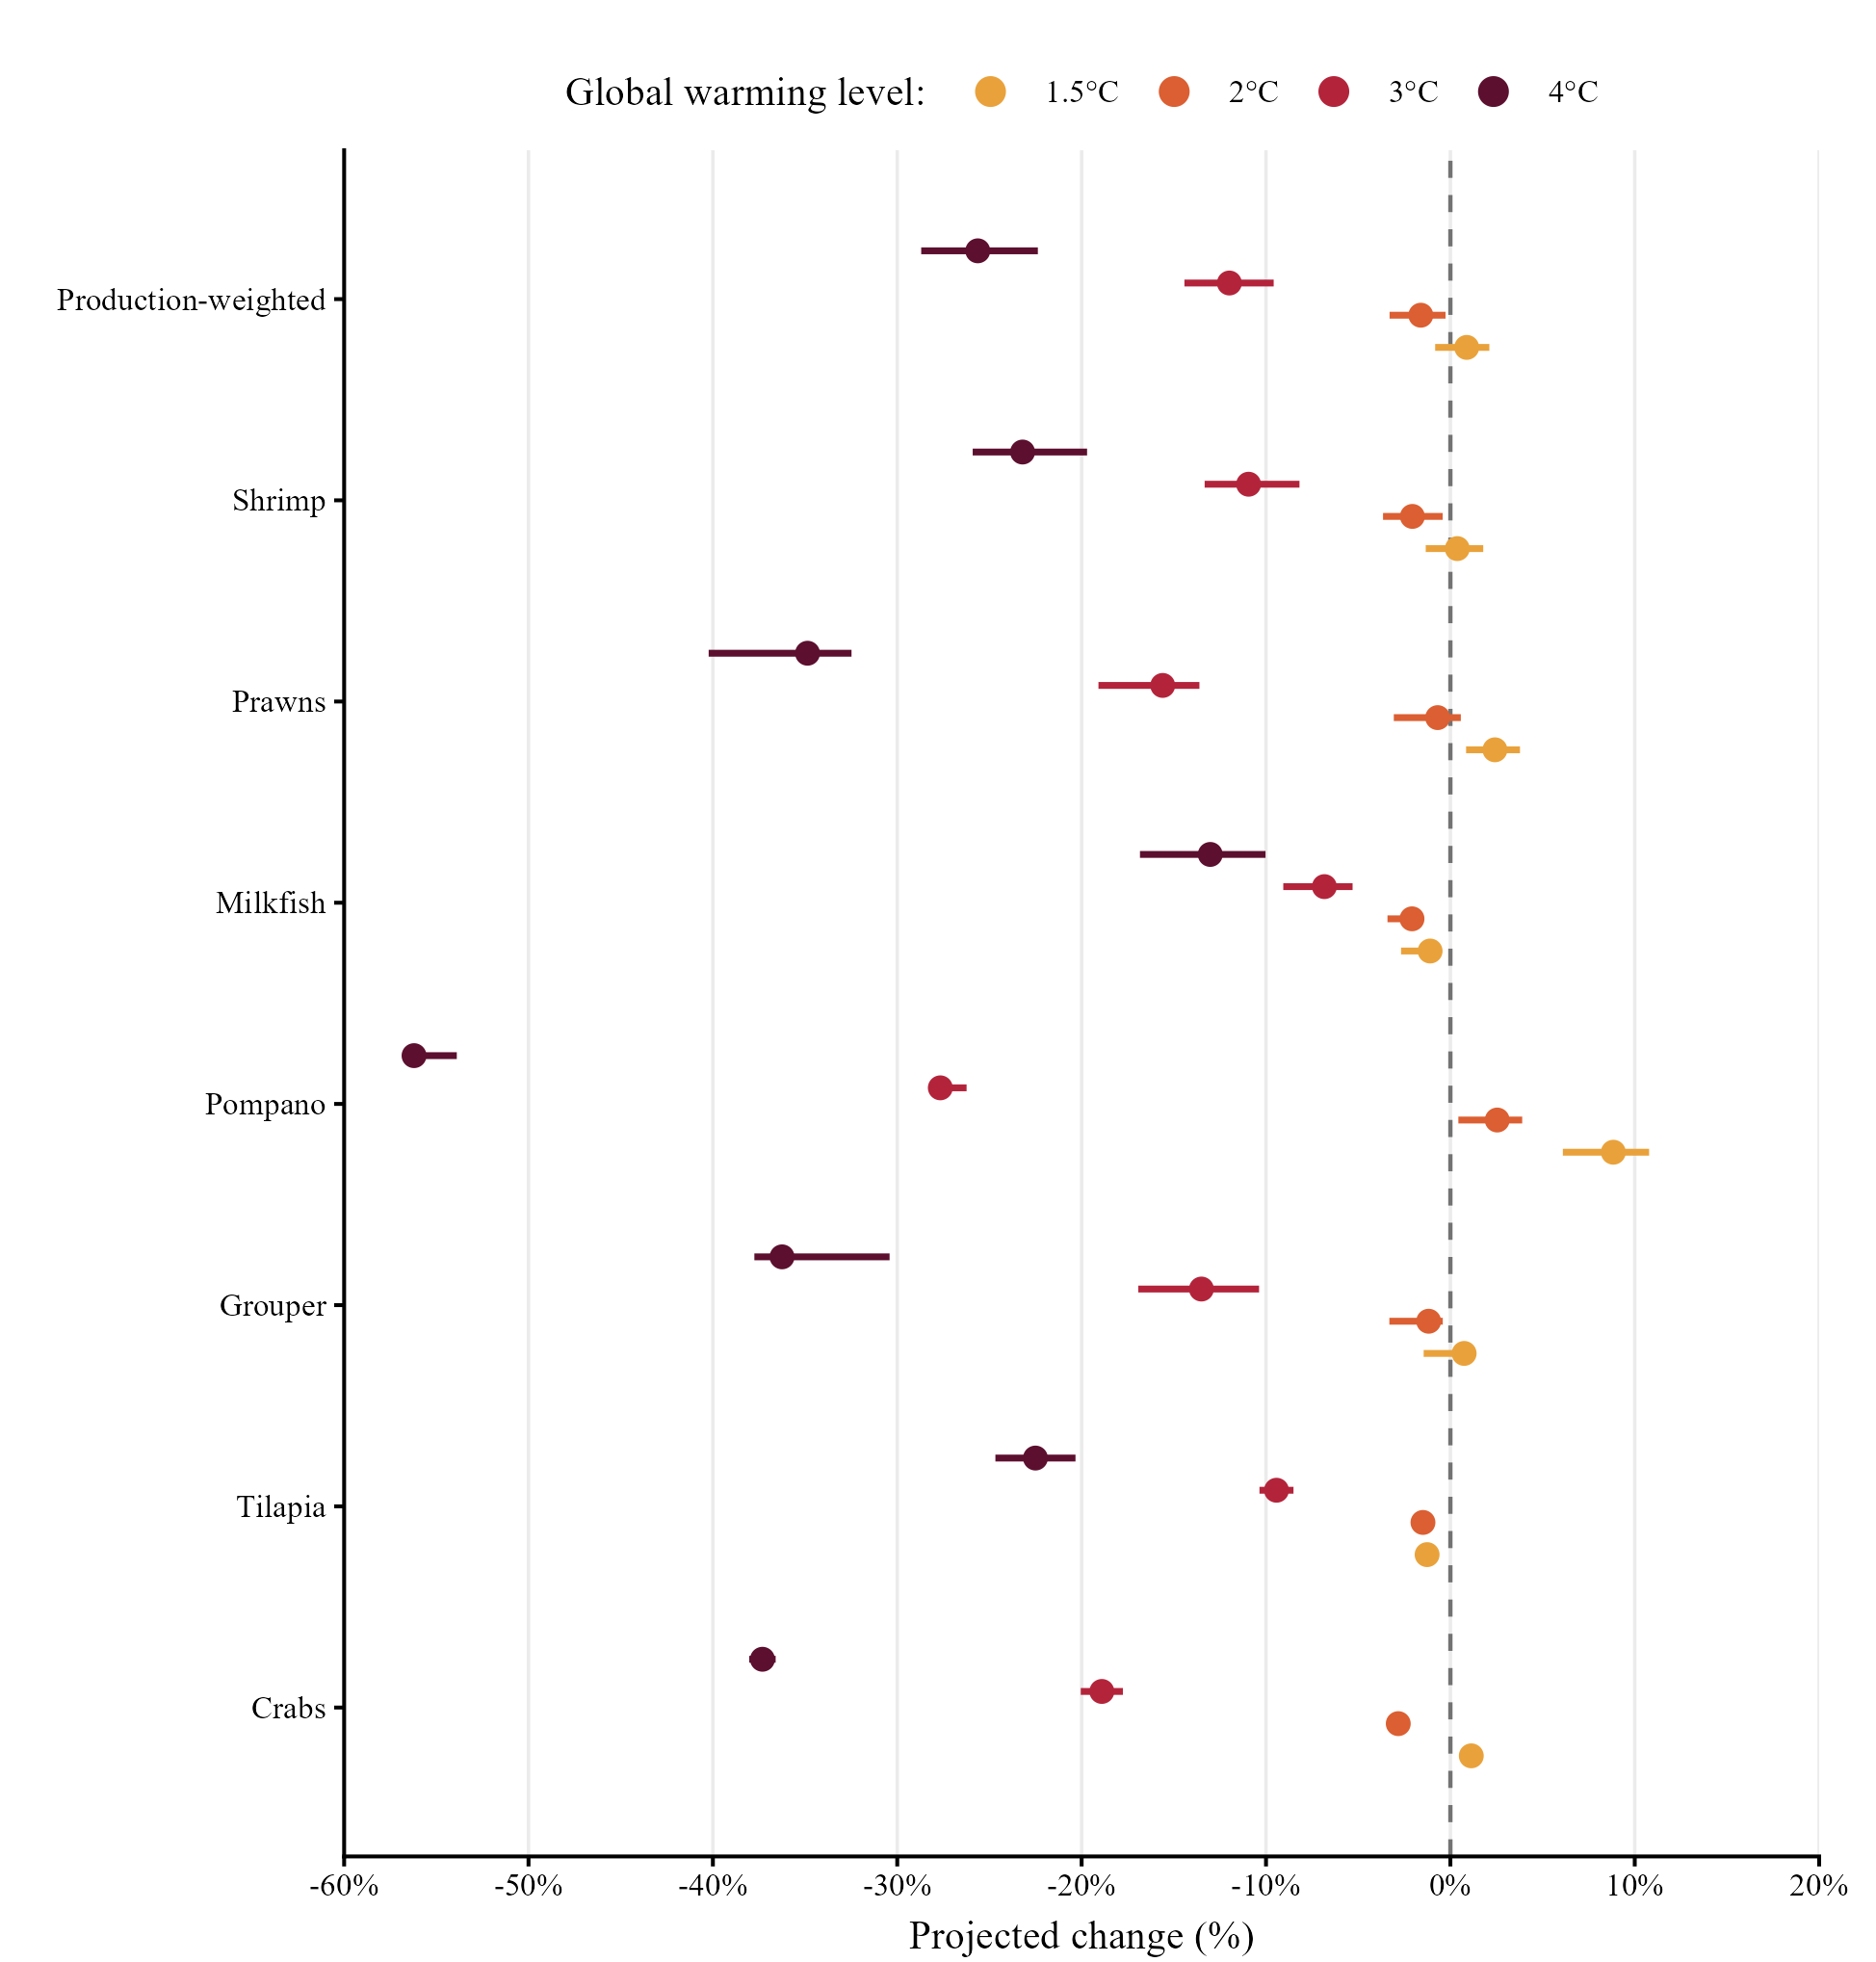 Global warming level: 1.5°C 2°C 3°C 4°C
Production-weighted
Shrimp
Prawns
Milkfish
Pompano
Grouper
Tilapia
Crabs
-60% -50% -40% -30% -20% -10% 0% 10% 20%
Projected change (%)